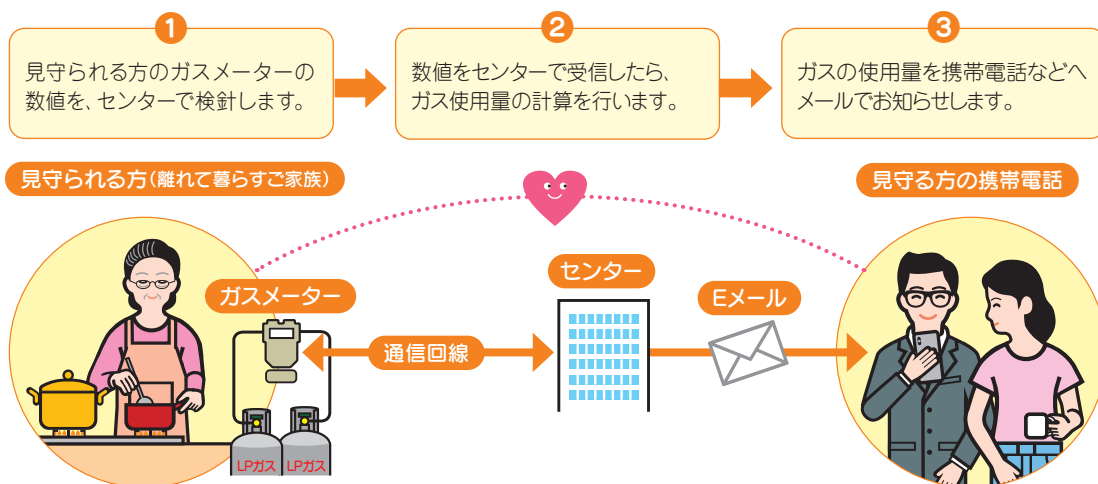 1
見守られる方のガスメーターの
数値を、センターで検針します。
2
数値をセンターで受信したら、
ガス使用量の計算を行います。
3
ガスの使用量を携帯電話などへ
メールでお知らせします。
見守られる方(離れて暮らすご家族)
見守る方の携帯電話
ガスメーター
センター
Eメール
通信回線
LPガス LPガス